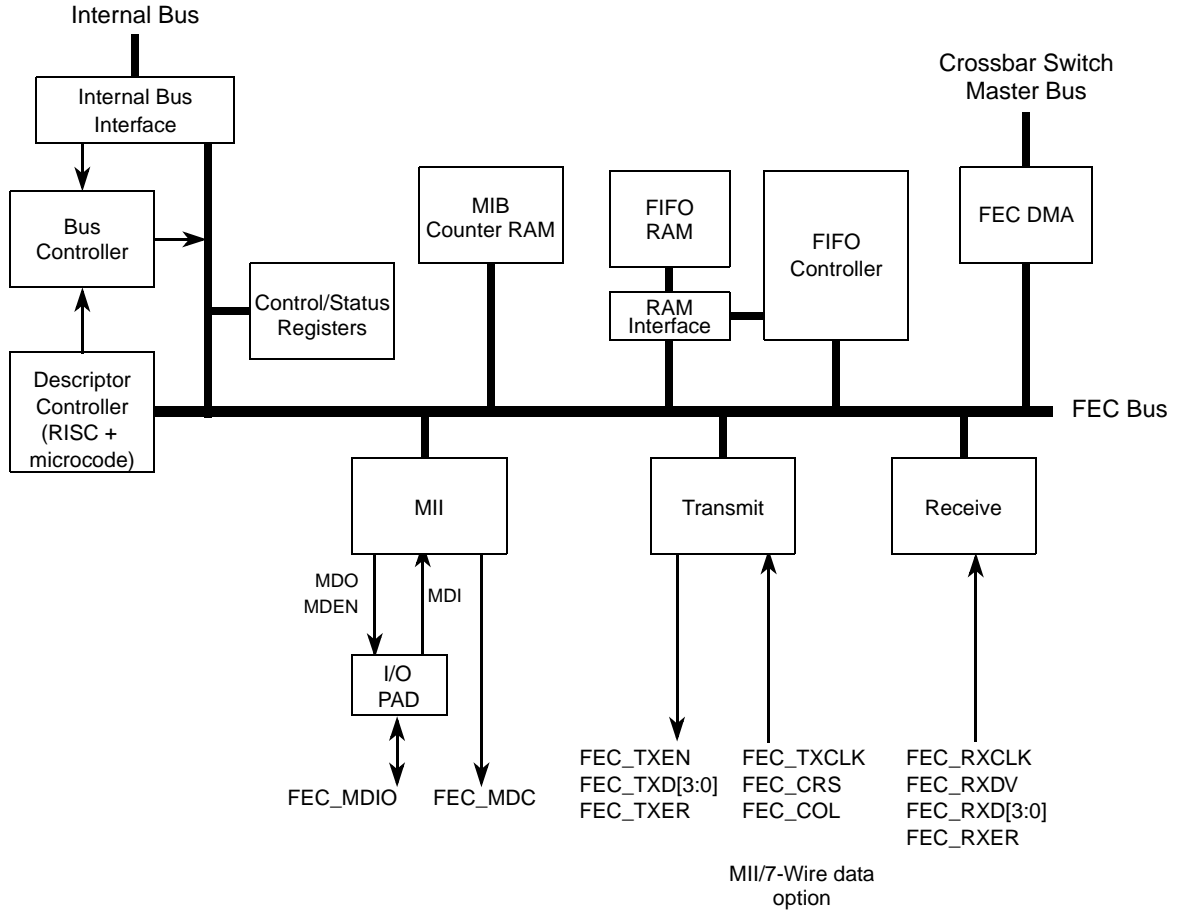 Internal Bus
Internal Bus
Interface
Bus
Controller
Descriptor
Controller
(RISC +
microcode)
Control/Status
Registers
MIB
Counter RAM
FIFO
RAM
RAM
Interface
FIFO
Controller
Crossbar Switch
Master Bus
FEC DMA
FEC Bus
MII
Transmit
Receive
MDO
MDEN
MDI
I/O
PAD
FEC_MDIO
FEC_MDC
FEC_TXEN
FEC_TXD[3:0]
FEC_TXER
FEC_TXCLK
FEC_CRS
FEC_COL
FEC_RXCLK
FEC_RXDV
FEC_RXD[3:0]
FEC_RXER
MII/7-Wire data
option